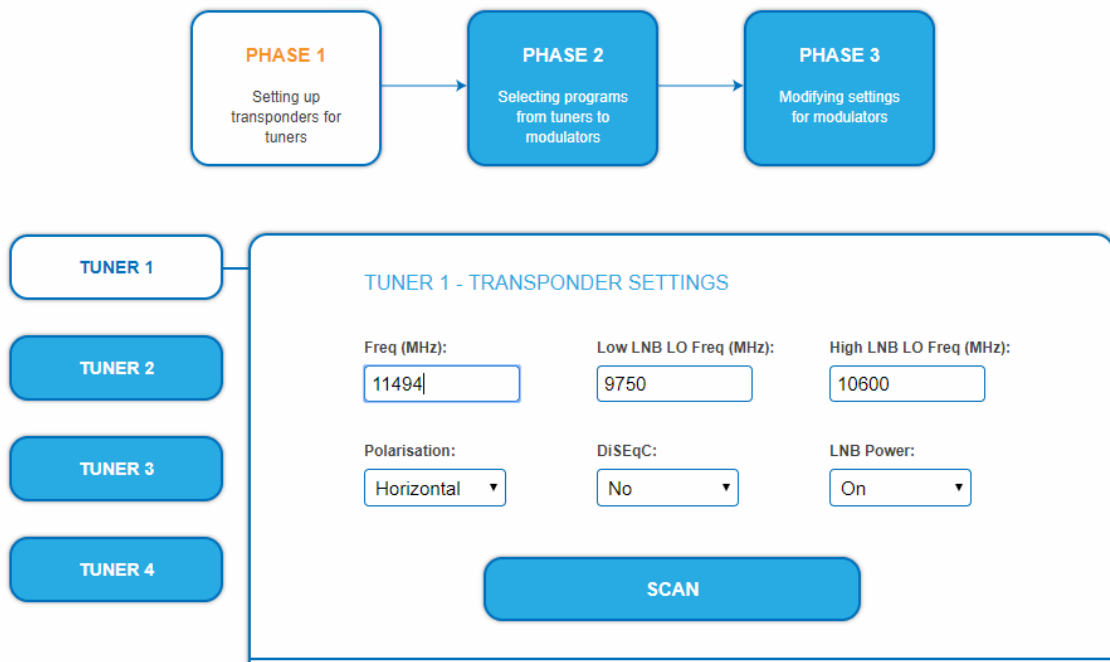 PHASE 1
Setting up
transponders for
tuners
PHASE 2
Selecting programs
from tuners to
modulators
PHASE 3
Modifying settings
for modulators
TUNER 1
TUNER 2
TUNER 3
TUNER 4
TUNER 1 - TRANSPONDER SETTINGS
Freq (MHz):
11494
Low LNB LO Freq (MHz):
9750
High LNB LO Freq (MHz):
10600
Polarisation:
Horizontal
DiSEqC:
No
LNB Power:
On
SCAN